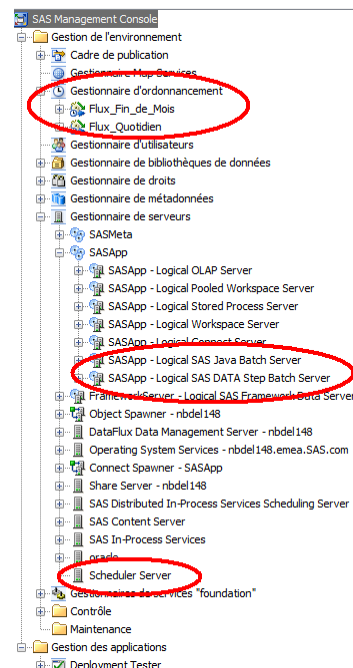 SAS Management Console
Gestion de l'environnement
Cadre de publication
Gestionnaire Map Services
Gestionnaire d'ordonnancement
Flux_Fin_de_Mois
Flux_Quotidien
Gestionnaire d'utilisateurs
Gestionnaire de bibliothèques de données
Gestionnaire de droits
Gestionnaire de métadonnées
Gestionnaire de serveurs
SASMeta
SASApp
SASApp - Logical OLAP Server
SASApp - Logical Pooled Workspace Server
SASApp - Logical Stored Process Server
SASApp - Logical Workspace Server
SASApp - Logical Connect Server
SASApp - Logical SAS Java Batch Server
SASApp - Logical SAS DATA Step Batch Server
FrameworkServer - Logical SAS Framework Data Server
Object Spawner - nbdel148
DataFlux Data Management Server - nbdel148
Operating System Services - nbdel148.emea.SAS.com
Connect Spawner - SASApp
Share Server - nbdel148
SAS Distributed In-Process Services Scheduling Server
SAS Content Server
SAS In-Process Services
oracle
Scheduler Server
Gestionnaires de services "foundation"
Contrôle
Maintenance
Gestion des applications
Deployment Tester